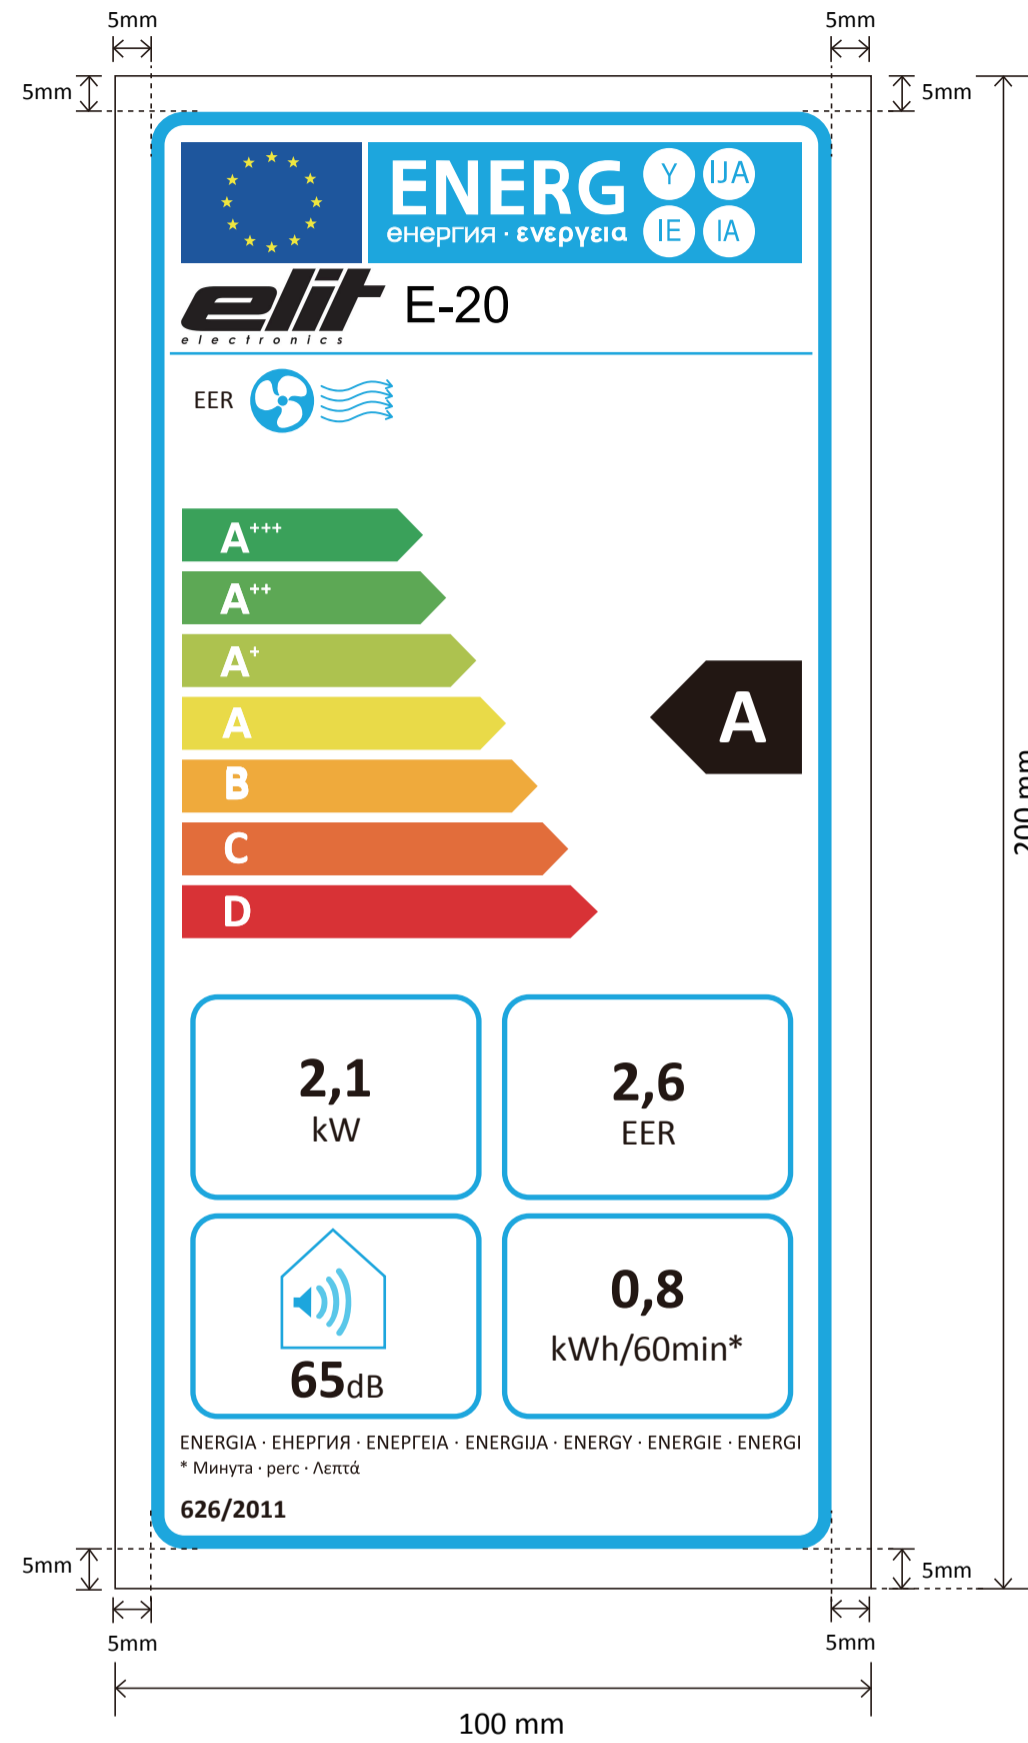 5mm 5mm
5mm 5mm
ENERG Y IJA
енергия · ενεργεια IE IA
elit E-20
electronics
EER
A+++
A++
A+
A
A
B
C
D
200 mm
2,1
kW
2,6
EER
65dB
0,8
kWh/60min*
ENERGIA · ЕНЕРГИЯ · ΕΝΕΡΓΕΙΑ · ENERGIJA · ENERGY · ENERGIE · ENERGI
* Минута · perc · Λεπτά
626/2011
5mm 5mm
5mm 5mm
100 mm